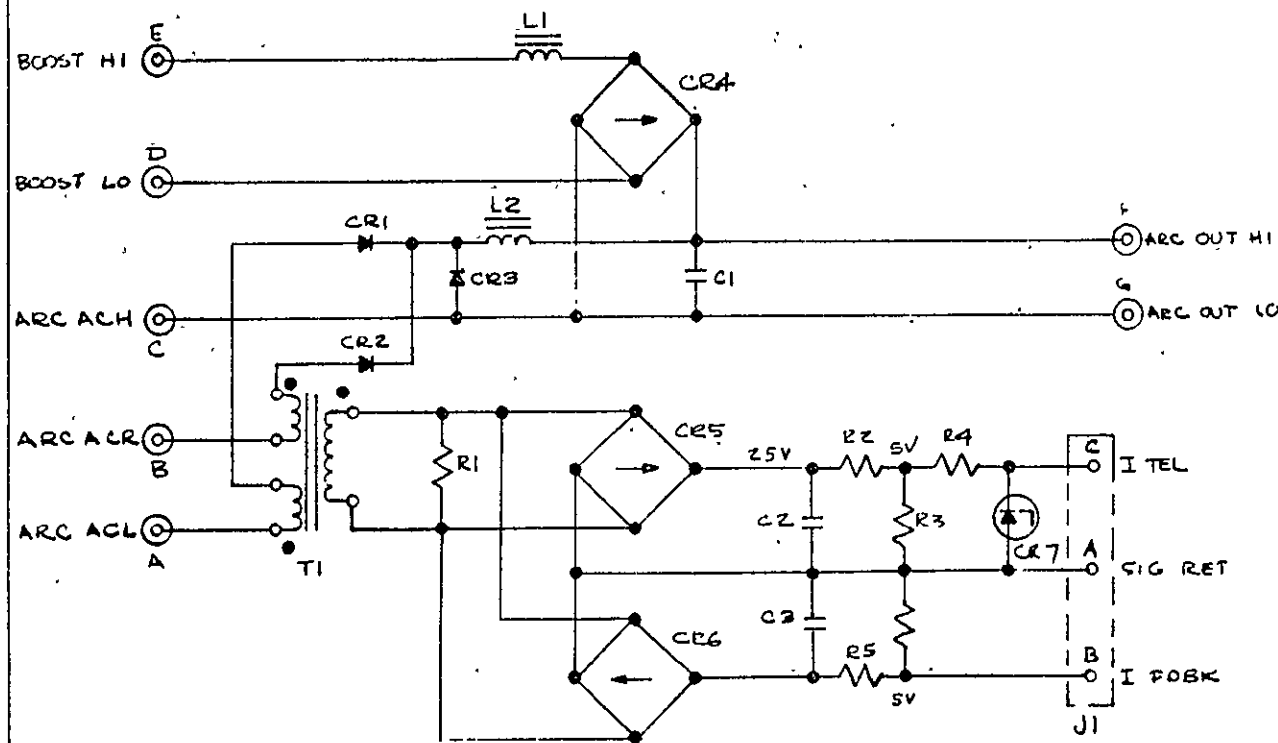 E
L1
BOOST HI
CR4
D
BOOST LO
L2
CR1
F
ARC OUT HI
CR3
C1
G
ARC ACH
ARC OUT LO
C
CR2
ARC ACR
B
R1
CR5
25V
R2
5V
R4
C
I TEL
ARC ACL
A
T1
C2
R3
CR7
A
SIG RET
C3
CR6
R5
B
I FDBK
5V
J1